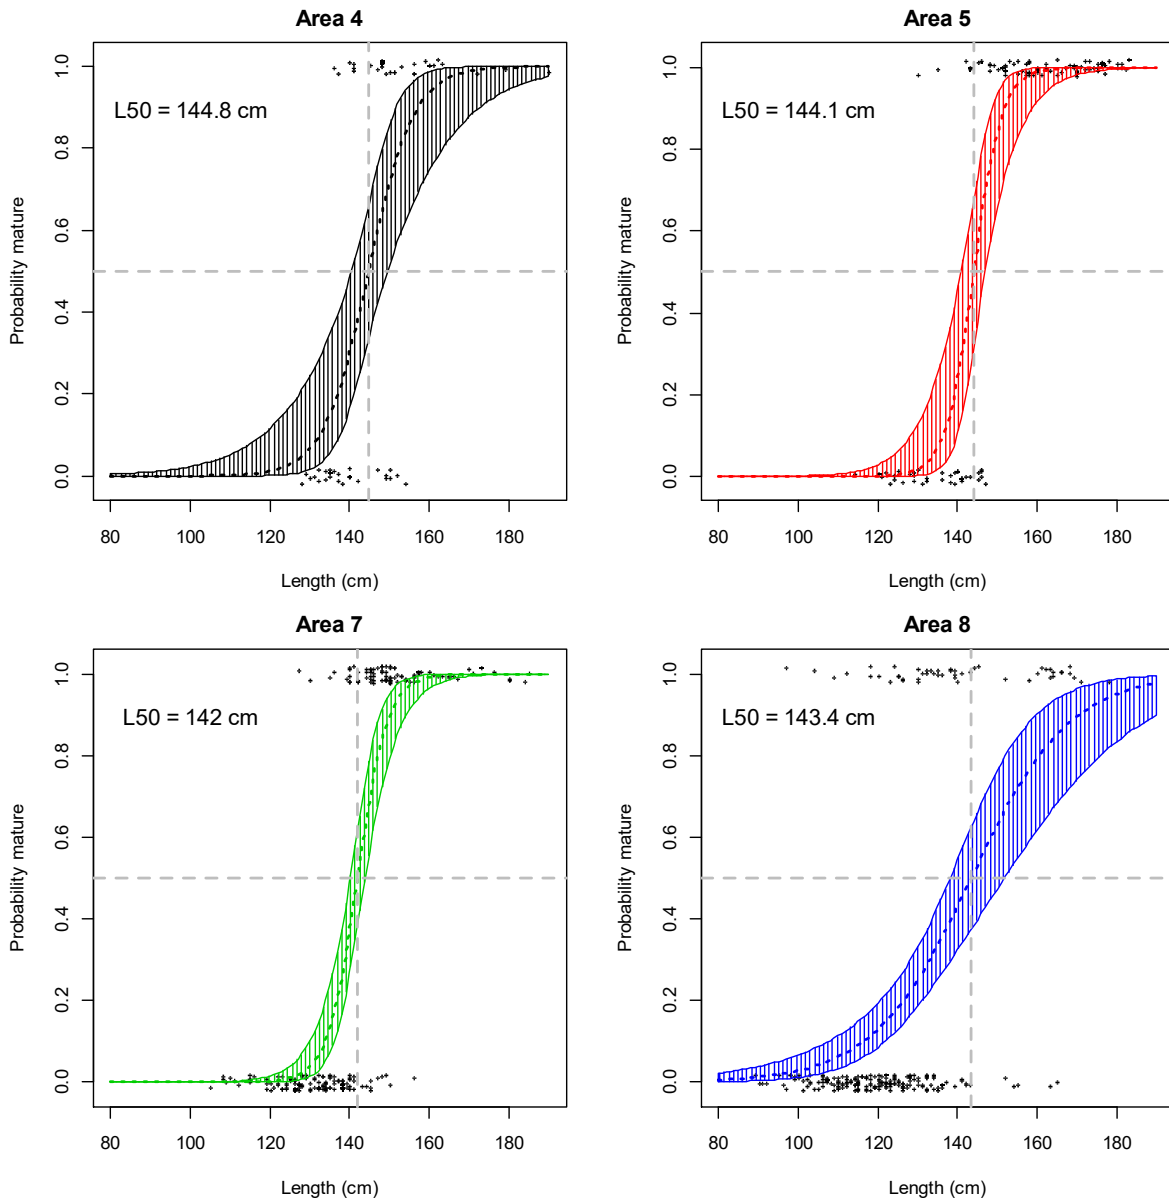 Area 4
L50 = 144.8 cm
Probability mature
0.0 0.2 0.4 0.6 0.8 1.0
80 100 120 140 160 180
Length (cm)
Area 5
L50 = 144.1 cm
Probability mature
0.0 0.2 0.4 0.6 0.8 1.0
80 100 120 140 160 180
Length (cm)
Area 7
L50 = 142 cm
Probability mature
0.0 0.2 0.4 0.6 0.8 1.0
80 100 120 140 160 180
Length (cm)
Area 8
L50 = 143.4 cm
Probability mature
0.0 0.2 0.4 0.6 0.8 1.0
80 100 120 140 160 180
Length (cm)